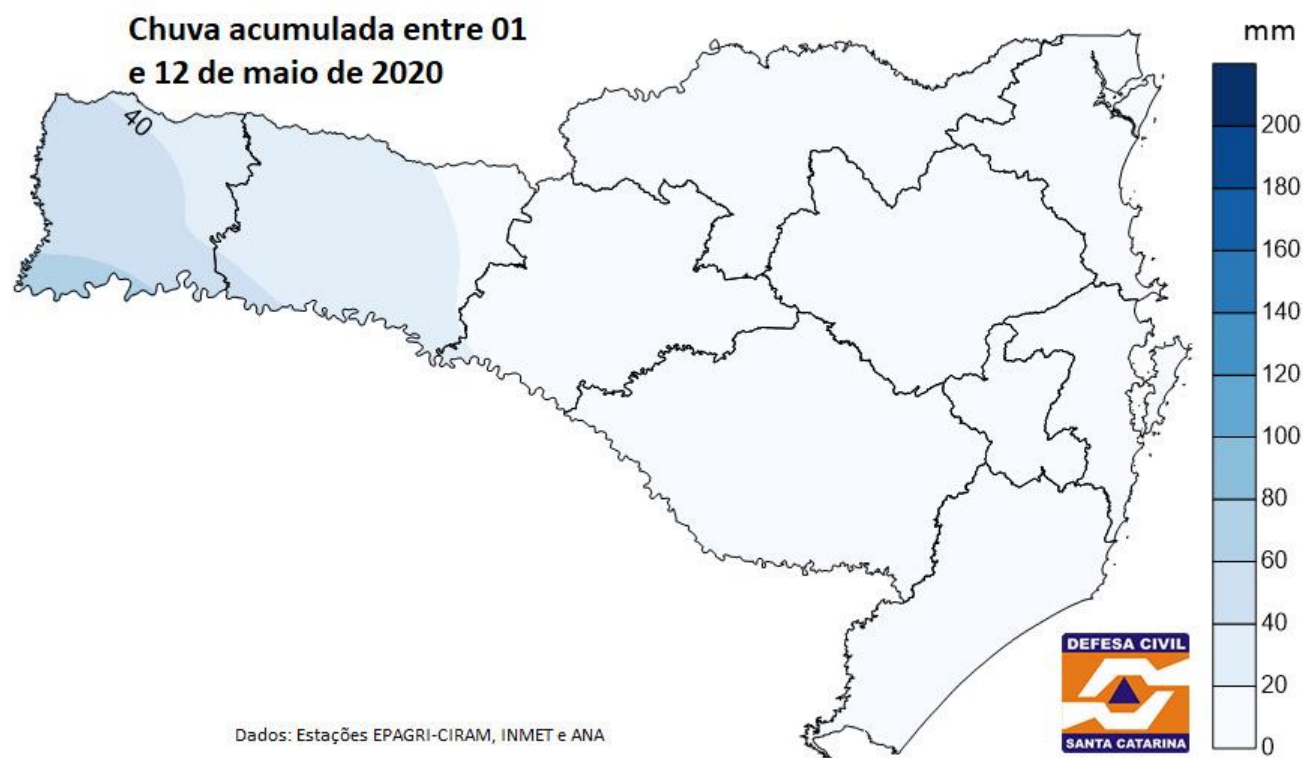 Chuva acumulada entre 01
e 12 de maio de 2020
mm
40
200
180
160
140
120
100
80
60
40
20
0
DEFESA CIVIL
SANTA CATARINA
Dados: Estações EPAGRI-CIRAM, INMET e ANA